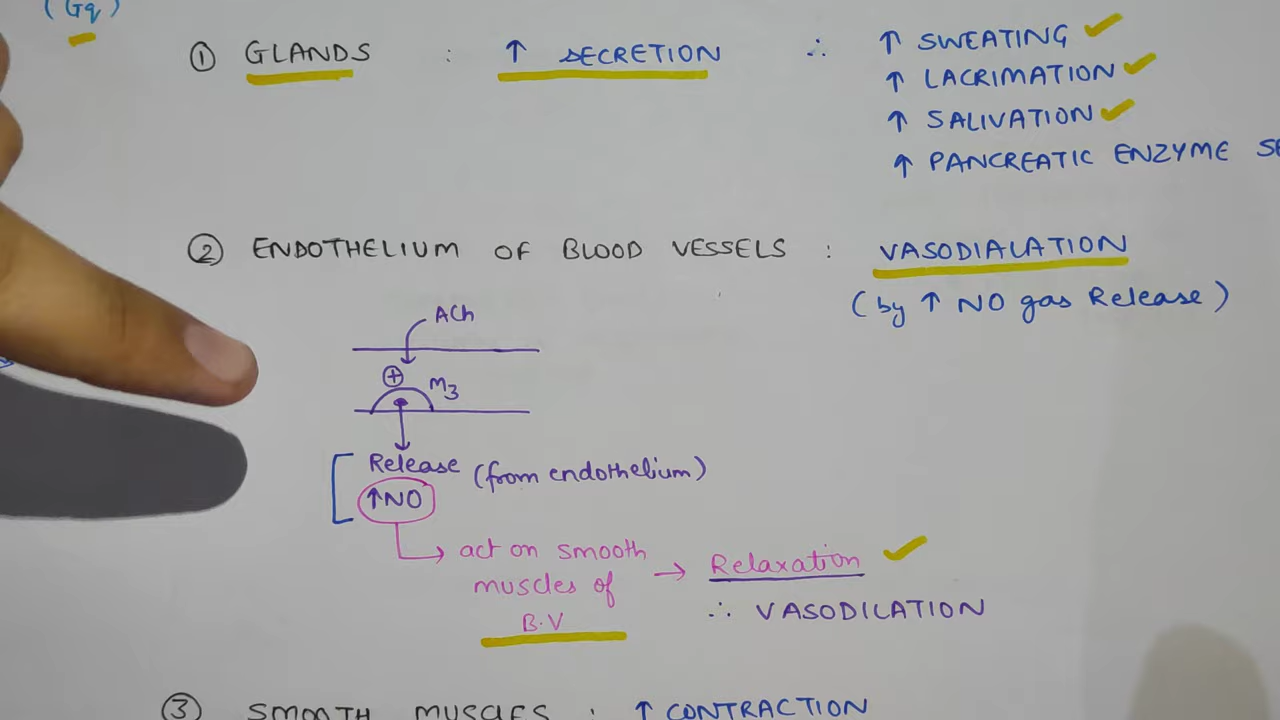 (Gq)
① GLANDS : ↑ SECRETION ∴ ↑ SWEATING ✓
↑ LACRIMATION ✓
↑ SALIVATION ✓
↑ PANCREATIC ENZYME SE
② ENDOTHELIUM OF BLOOD VESSELS : VASODIALATION
(by ↑ NO gas Release)
ACh
⊕ M3
Release (from endothelium)
↑NO
act on smooth muscles of B.V → Relaxation ✓
∴ VASODILATION
③ SMOOTH MUSCLES : ↑ CONTRACTION